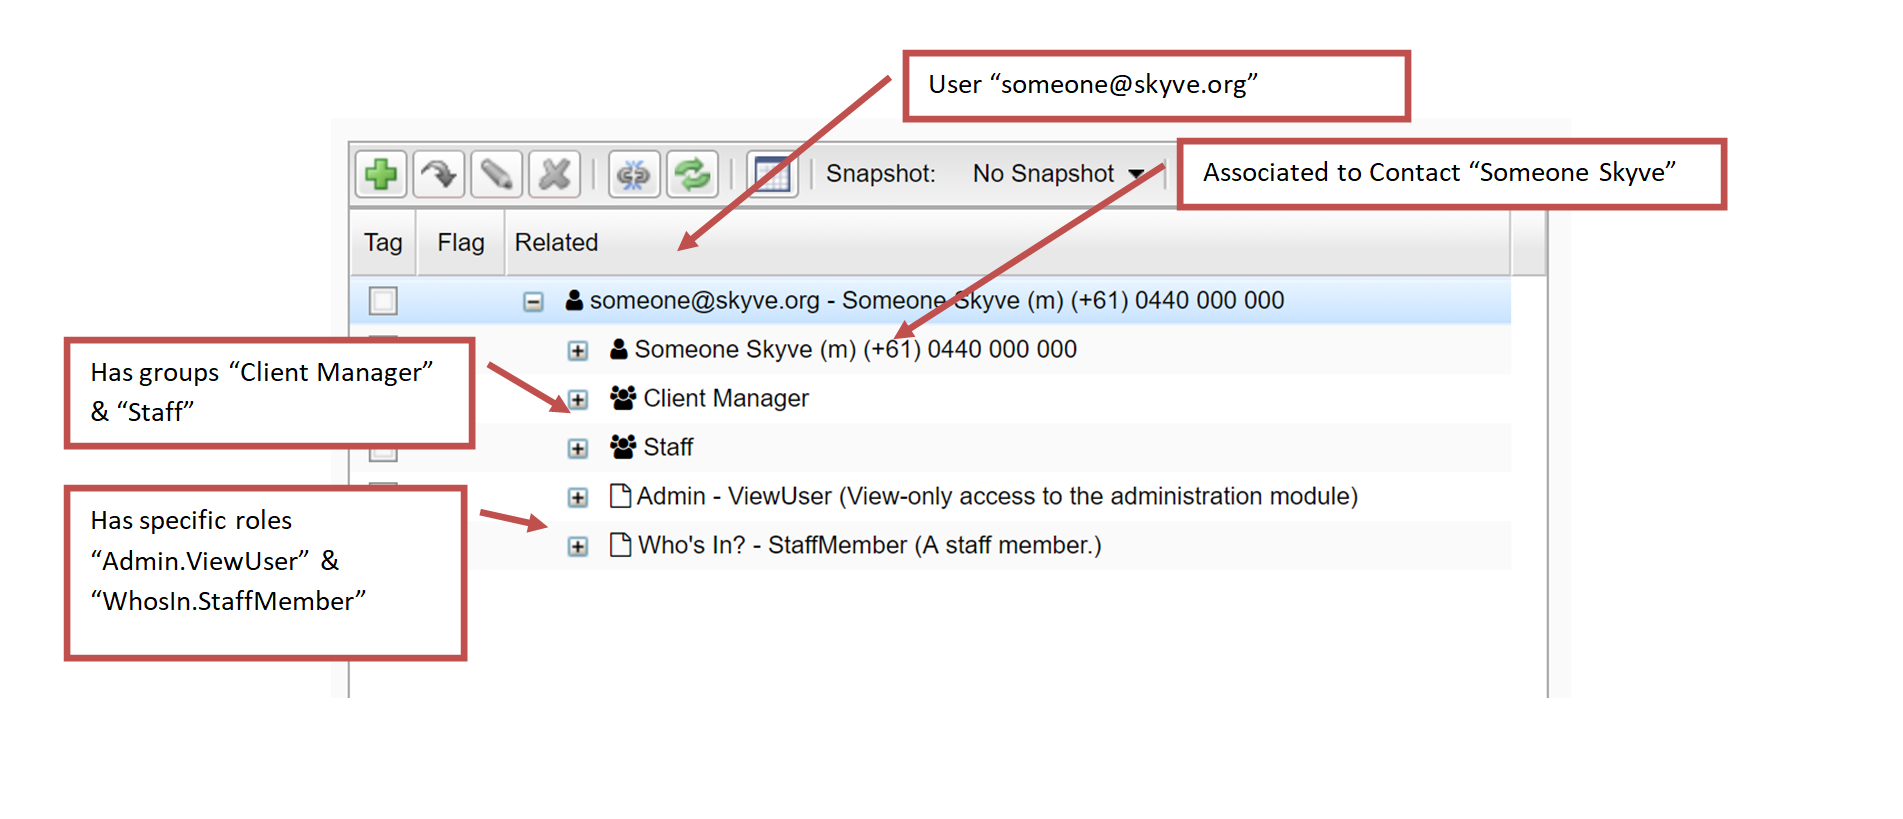 User “someone@skyve.org”
Associated to Contact “Someone Skyve”
Snapshot: No Snapshot
Tag Flag Related
someone@skyve.org - Someone Skyve (m) (+61) 0440 000 000
Someone Skyve (m) (+61) 0440 000 000
Has groups “Client Manager”
& “Staff”
Client Manager
Staff
Admin - ViewUser (View-only access to the administration module)
Has specific roles
“Admin.ViewUser” &
“WhosIn.StaffMember”
Who's In? - StaffMember (A staff member.)